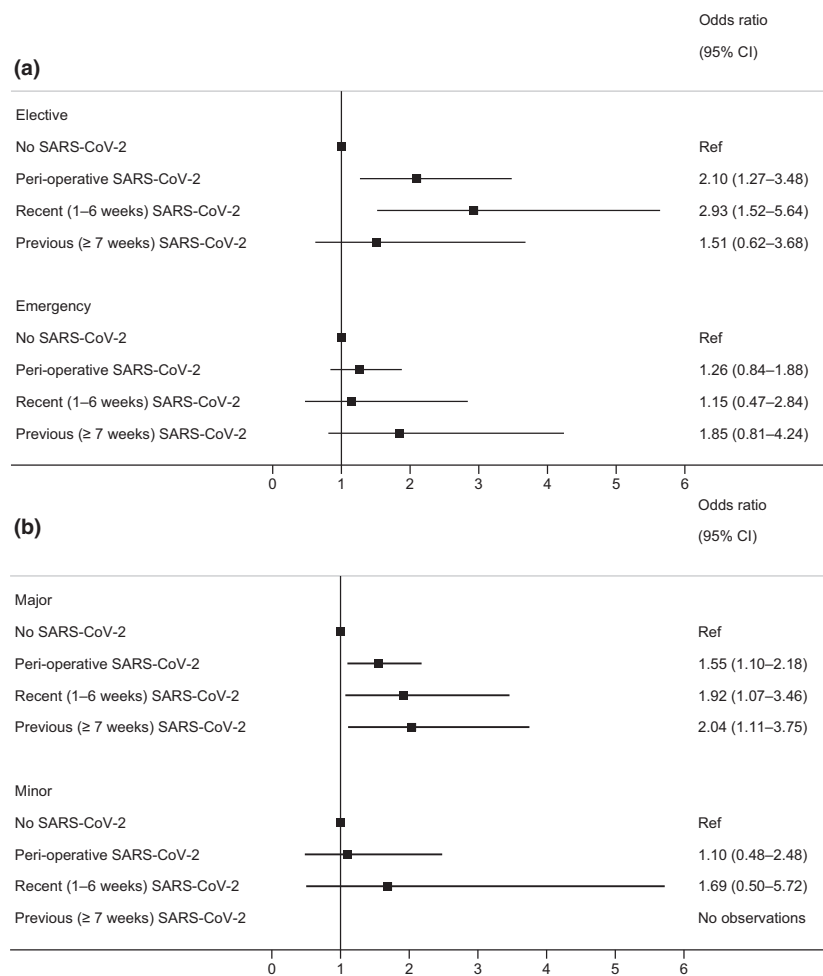 Odds ratio
(95% CI)
(a)
Elective
No SARS-CoV-2 Ref
Peri-operative SARS-CoV-2 2.10 (1.27–3.48)
Recent (1–6 weeks) SARS-CoV-2 2.93 (1.52–5.64)
Previous (≥ 7 weeks) SARS-CoV-2 1.51 (0.62–3.68)
Emergency
No SARS-CoV-2 Ref
Peri-operative SARS-CoV-2 1.26 (0.84–1.88)
Recent (1–6 weeks) SARS-CoV-2 1.15 (0.47–2.84)
Previous (≥ 7 weeks) SARS-CoV-2 1.85 (0.81–4.24)
0 1 2 3 4 5 6
Odds ratio
(95% CI)
(b)
Major
No SARS-CoV-2 Ref
Peri-operative SARS-CoV-2 1.55 (1.10–2.18)
Recent (1–6 weeks) SARS-CoV-2 1.92 (1.07–3.46)
Previous (≥ 7 weeks) SARS-CoV-2 2.04 (1.11–3.75)
Minor
No SARS-CoV-2 Ref
Peri-operative SARS-CoV-2 1.10 (0.48–2.48)
Recent (1–6 weeks) SARS-CoV-2 1.69 (0.50–5.72)
Previous (≥ 7 weeks) SARS-CoV-2 No observations
0 1 2 3 4 5 6